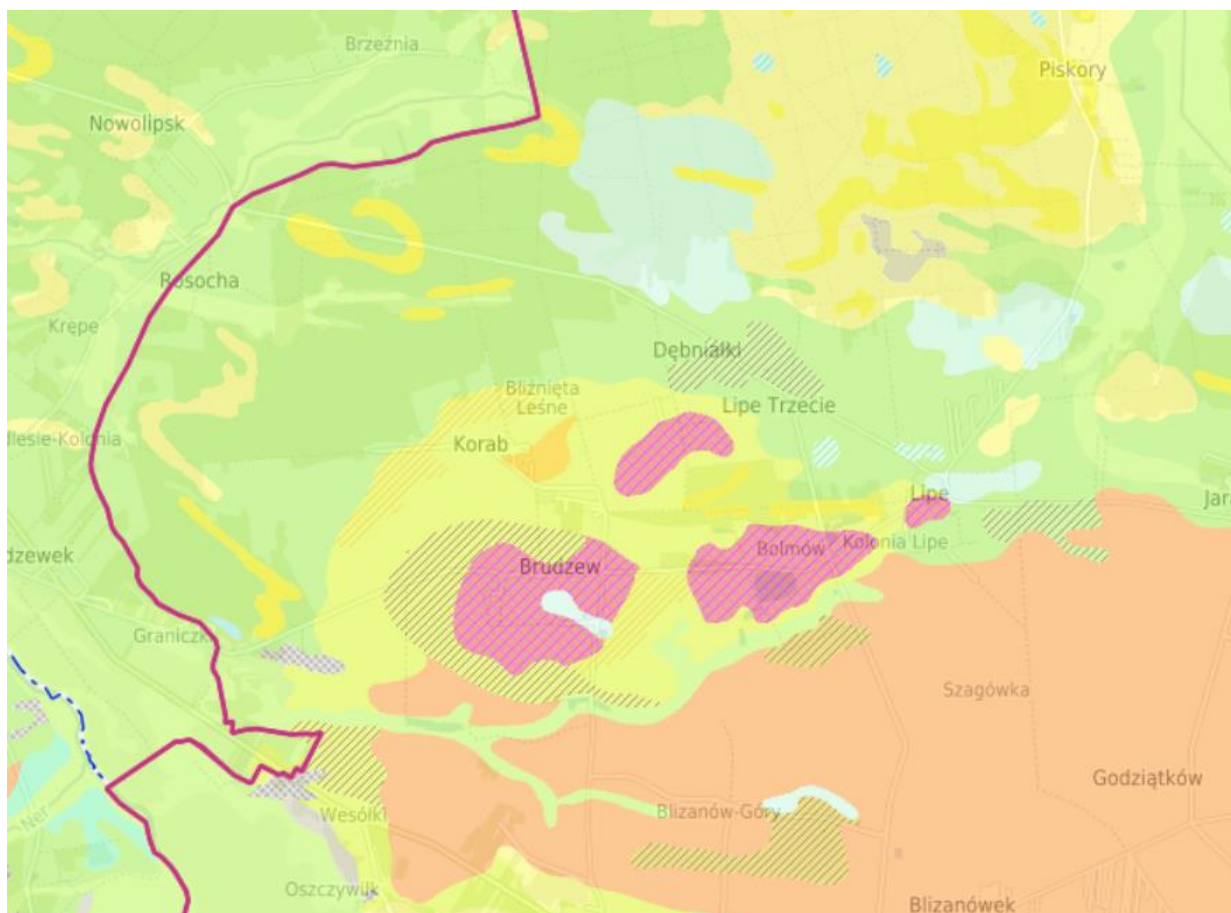 Brzeźnia
Piskory
Nowolipsk
Rosocha
Krępe
Dębniałki
Bliźnięta
Leśne
Lipe Trzecie
dlesie-Kolonia
Korab
Lipe
Jar
dzewek
Brudzew
Bolmów
Kolonia Lipe
Graniczki
Szagówka
Godziątków
Ner
Wesółki
Blizanów-Góry
Oszczywilk
Blizanówek